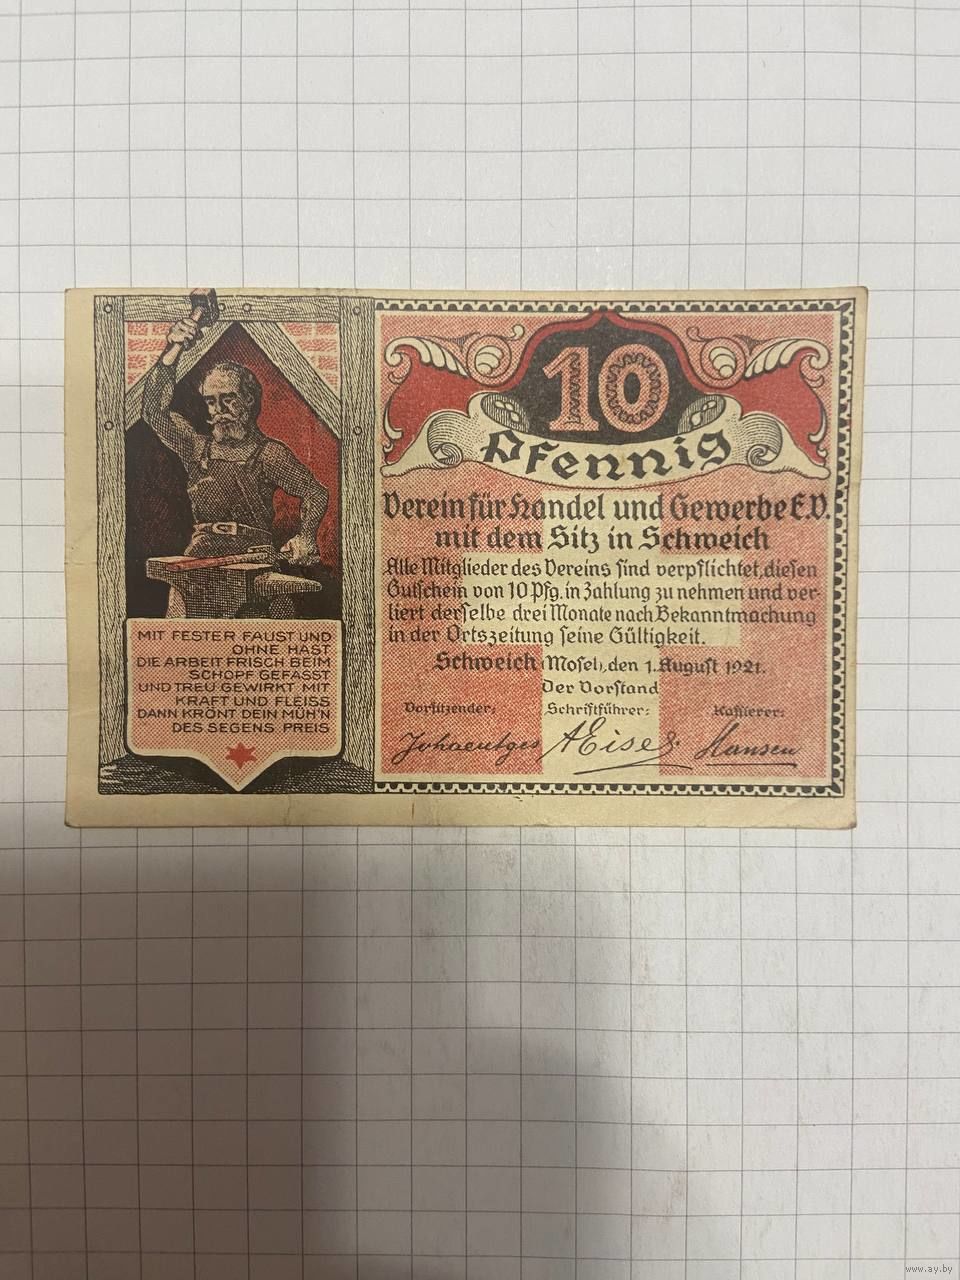 MIT FESTER FAUST UND
OHNE HAST
DIE ARBEIT FRISCH BEIM
SCHOPF GEFASST
UND TREU GEWIRKT MIT
KRAFT UND FLEISS
DANN KRÖNT DEIN MÜH'N
DES SEGENS PREIS
10
Pfennig
Verein für Handel und Gewerbe E.V.
mit dem Sitz in Schweich
Alle Mitglieder des Vereins sind verpflichtet, diesen
Gutschein von 10 Pfg. in Zahlung zu nehmen und ver-
liert derselbe drei Monate nach Bekanntmachung
in der Ortszeitung seine Gültigkeit.
Schweich (Mosel), den 1. August 1921.
Der Vorstand
Vorsitzender: Schriftführer: Kassierer:
A Eisel Hansen
www.ay.by